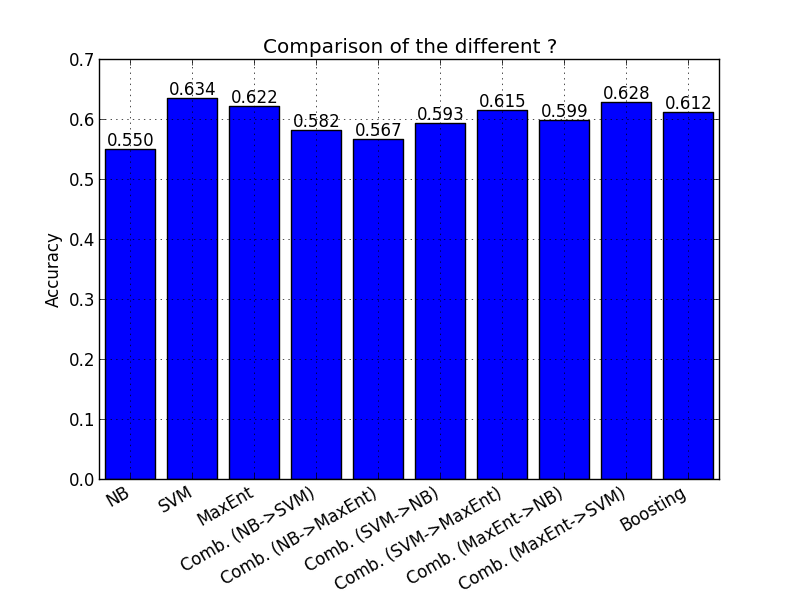 Comparison of the different ?
0.7
0.6
0.5
0.4
0.3
0.2
0.1
0.0
Accuracy
0.550
0.634
0.622
0.582
0.567
0.593
0.615
0.599
0.628
0.612
NB
SVM
MaxEnt
Comb. (NB->SVM)
Comb. (NB->MaxEnt)
Comb. (SVM->NB)
Comb. (SVM->MaxEnt)
Comb. (MaxEnt->NB)
Comb. (MaxEnt->SVM)
Boosting